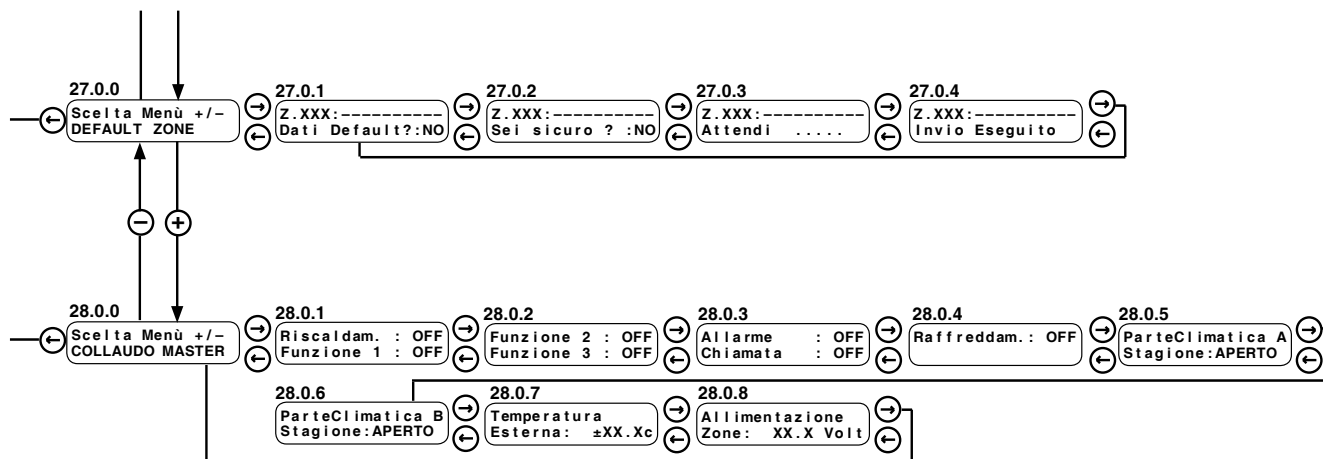 27.0.0
Scelta Menù +/–
DEFAULT ZONE
27.0.1
Z.XXX:----------
Dati Default?:NO
27.0.2
Z.XXX:----------
Sei sicuro ? :NO
27.0.3
Z.XXX:----------
Attendi .....
27.0.4
Z.XXX:----------
Invio Eseguito
28.0.0
Scelta Menù +/–
COLLAUDO MASTER
28.0.1
Riscaldam. : OFF
Funzione 1 : OFF
28.0.2
Funzione 2 : OFF
Funzione 3 : OFF
28.0.3
Allarme : OFF
Chiamata : OFF
28.0.4
Raffreddam.: OFF
28.0.5
ParteClimatica A
Stagione:APERTO
28.0.6
ParteClimatica B
Stagione:APERTO
28.0.7
Temperatura
Esterna: ±XX.Xc
28.0.8
Allimentazione
Zone: XX.X Volt